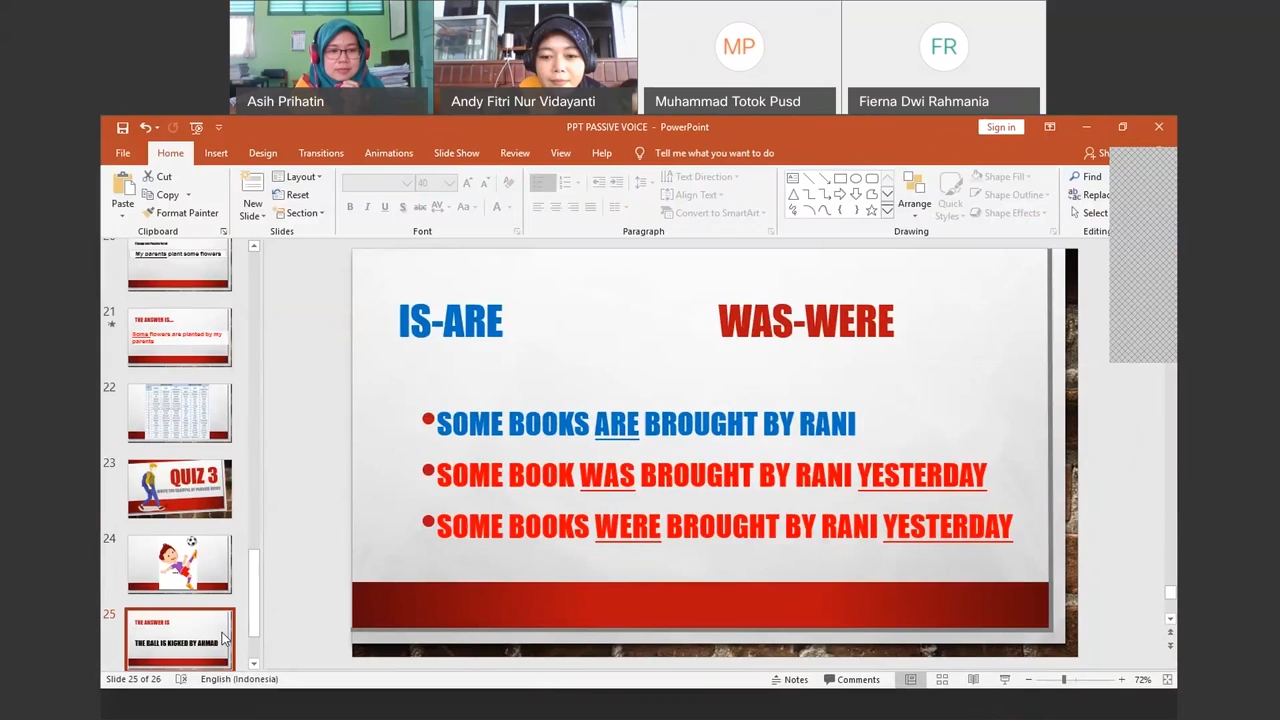 MP
FR
Asih Prihatin
Andy Fitri Nur Vidayanti
Muhammad Totok Pusd
Fierna Dwi Rahmania
PPT PASSIVE VOICE - PowerPoint
Sign in
File Home Insert Design Transitions Animations Slide Show Review View Help Tell me what you want to do Sh
Paste
Cut
Copy
Format Painter
Clipboard
New Slide
Layout
Reset
Section
Slides
40
Font
Text Direction
Align Text
Convert to SmartArt
Paragraph
Arrange
Quick Styles
Shape Fill
Shape Effects
Drawing
Find
Replac
Select
Editing
My parents plant some flowers
21
THE ANSWER IS...
Some flowers are planted by my
parents
22
23
QUIZ 3
24
25
THE ANSWER IS
THE BALL IS KICKED BY AHMAD
IS-ARE
WAS-WERE
•SOME BOOKS ARE BROUGHT BY RANI
•SOME BOOK WAS BROUGHT BY RANI YESTERDAY
•SOME BOOKS WERE BROUGHT BY RANI YESTERDAY
Slide 25 of 26
English (Indonesia)
Notes
Comments
72%